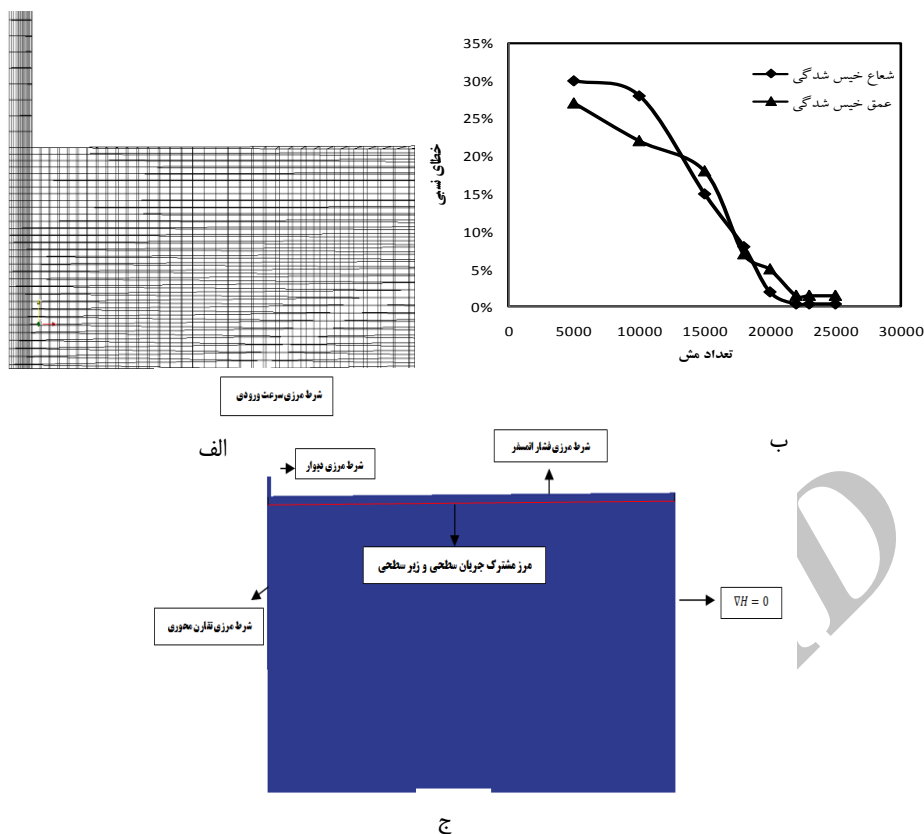 35%
30%
25%
20%
15%
10%
5%
0%
خطای نسبی
شعاع خیس شدگی
عمق خیس شدگی
0
5000
10000
15000
20000
25000
30000
تعداد مش
شرط مرزی سرعت ورودی
الف
ب
شرط مرزی فشار اتمسفر
شرط مرزی دیوار
مرز مشترک جریان سطحی و زیر سطحی
∇H = 0
شرط مرزی تقارن محوری
ج